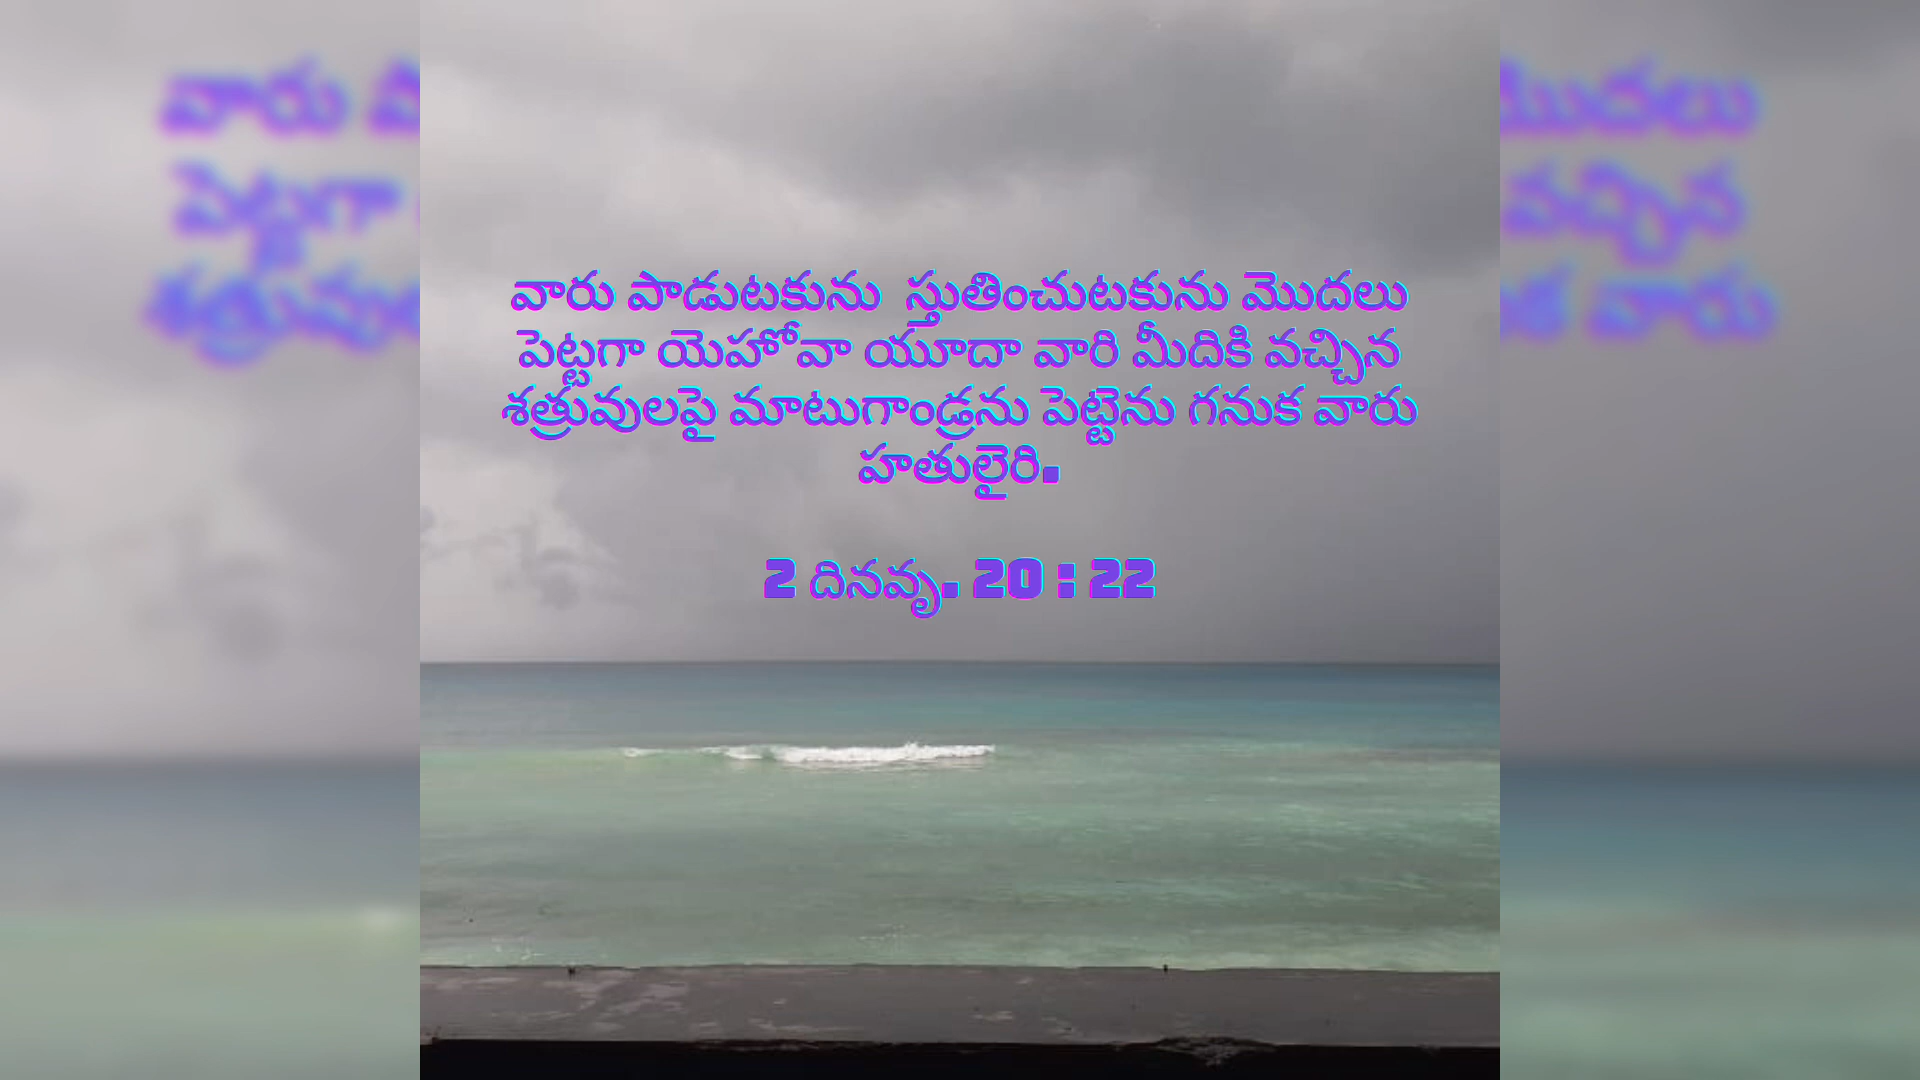 వారు పాడుటకును  స్తుతించుటకును మొదలు
పెట్టగా యెహోవా యూదా వారి మీదికి వచ్చిన
శత్రువులపై మాటుగాండ్రను పెట్టెను గనుక వారు
హతులైరి.
2 దినవృ. 20 : 22